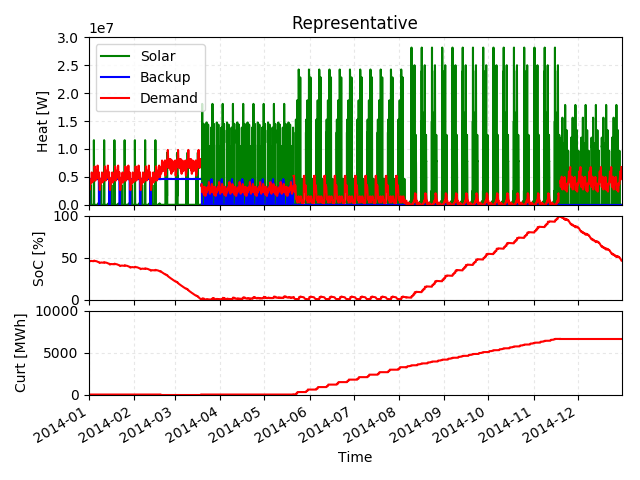 Representative
1e7
3.0
2.5
2.0
1.5
1.0
0.5
0.0
Heat [W]
Solar
Backup
Demand
100
50
0
SoC [%]
10000
5000
0
Curt [MWh]
2014-01
2014-02
2014-03
2014-04
2014-05
2014-06
2014-07
2014-08
2014-09
2014-10
2014-11
2014-12
Time